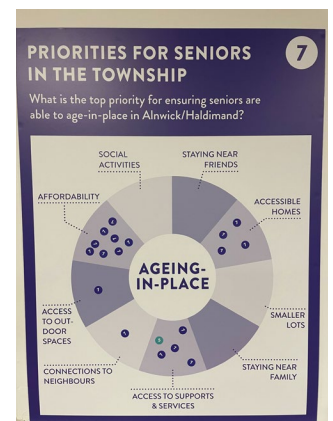 PRIORITIES FOR SENIORS
IN THE TOWNSHIP
7
What is the top priority for ensuring seniors are
able to age-in-place in Alnwick/Haldimand?
SOCIAL
ACTIVITIES
STAYING NEAR
FRIENDS
AFFORDABILITY
ACCESSIBLE
HOMES
AGEING-
IN-PLACE
ACCESS
TO OUT-
DOOR
SPACES
SMALLER
LOTS
CONNECTIONS TO
NEIGHBOURS
STAYING NEAR
FAMILY
ACCESS TO SUPPORTS
& SERVICES